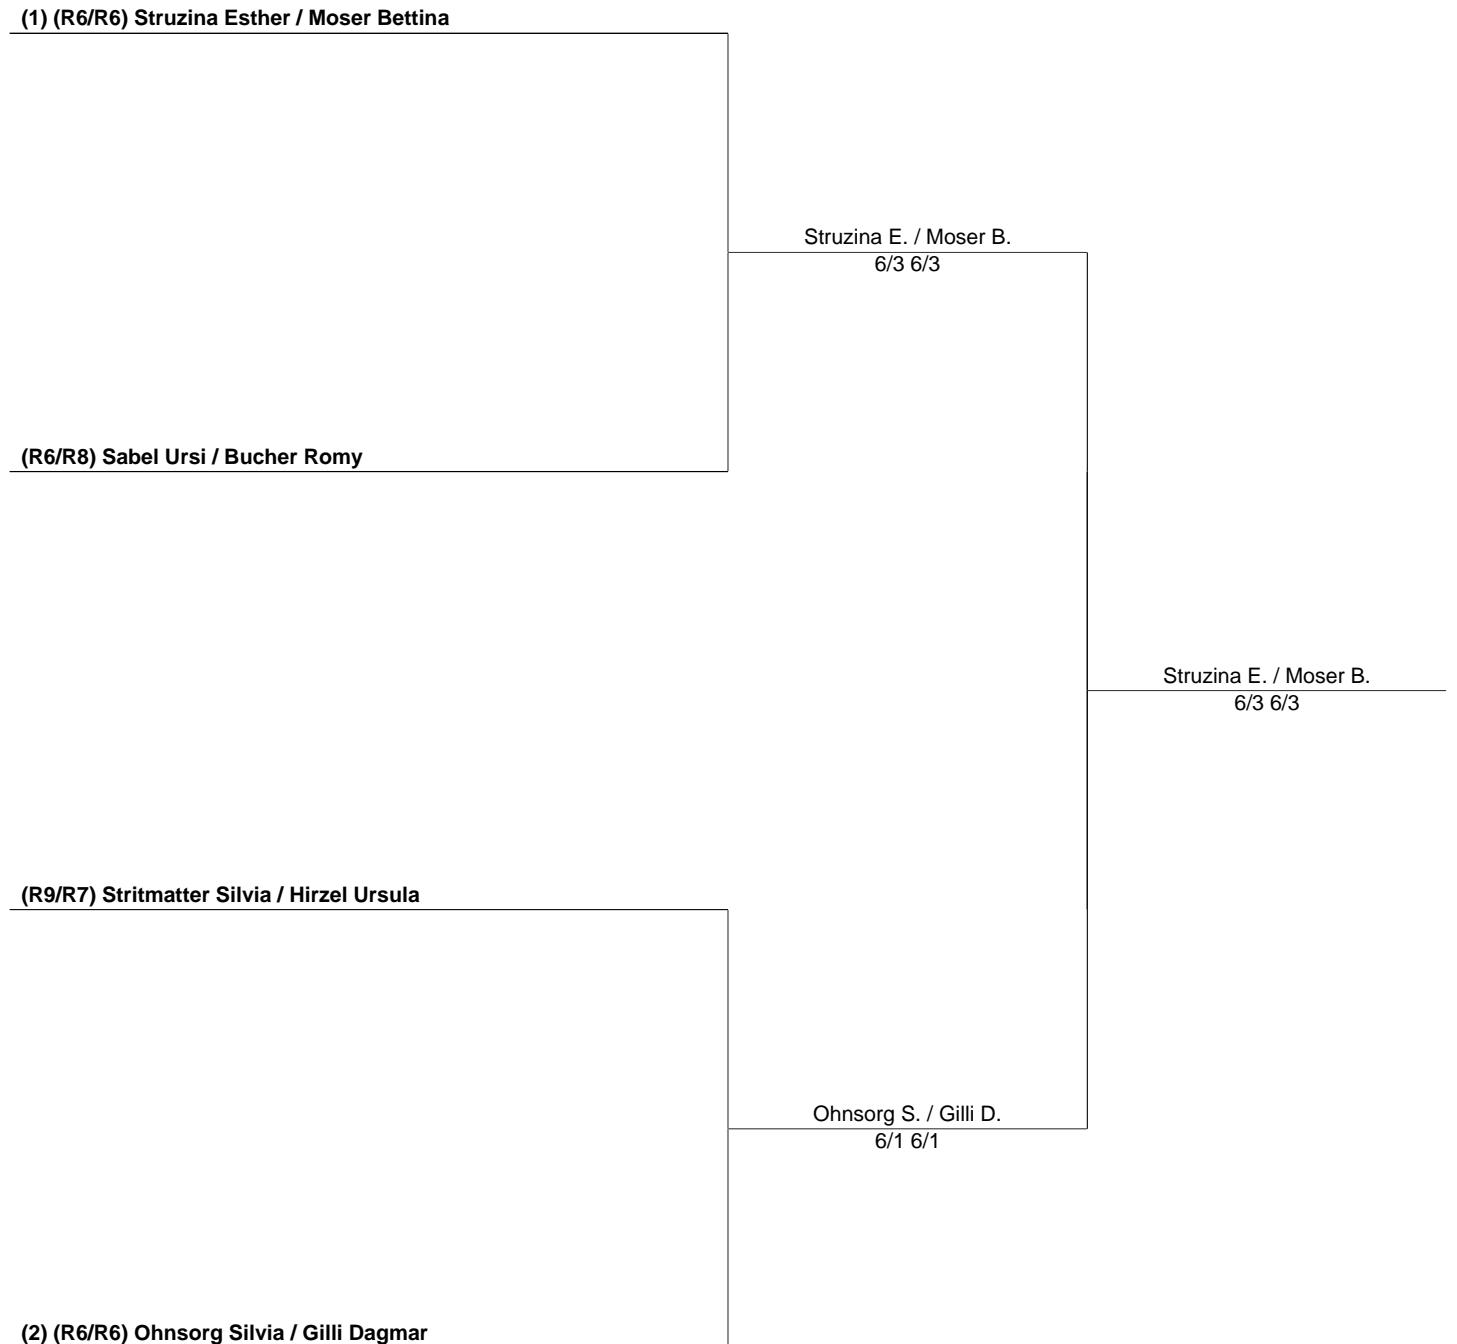 (1) (R6/R6) Struzina Esther / Moser Bettina
Struzina E. / Moser B.
6/3 6/3
(R6/R8) Sabel Ursi / Bucher Romy
Struzina E. / Moser B.
6/3 6/3
(R9/R7) Stritmatter Silvia / Hirzel Ursula
Ohnsorg S. / Gilli D.
6/1 6/1
(2) (R6/R6) Ohnsorg Silvia / Gilli Dagmar